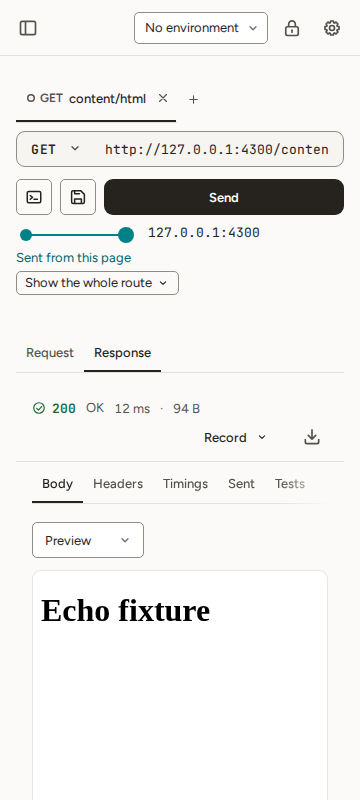 No environment
GET content/html
GET http://127.0.0.1:4300/conten
Send
127.0.0.1:4300
Sent from this page
Show the whole route
Request Response
200 OK 12 ms · 94 B
Record
Body Headers Timings Sent Tests
Preview
Echo fixture